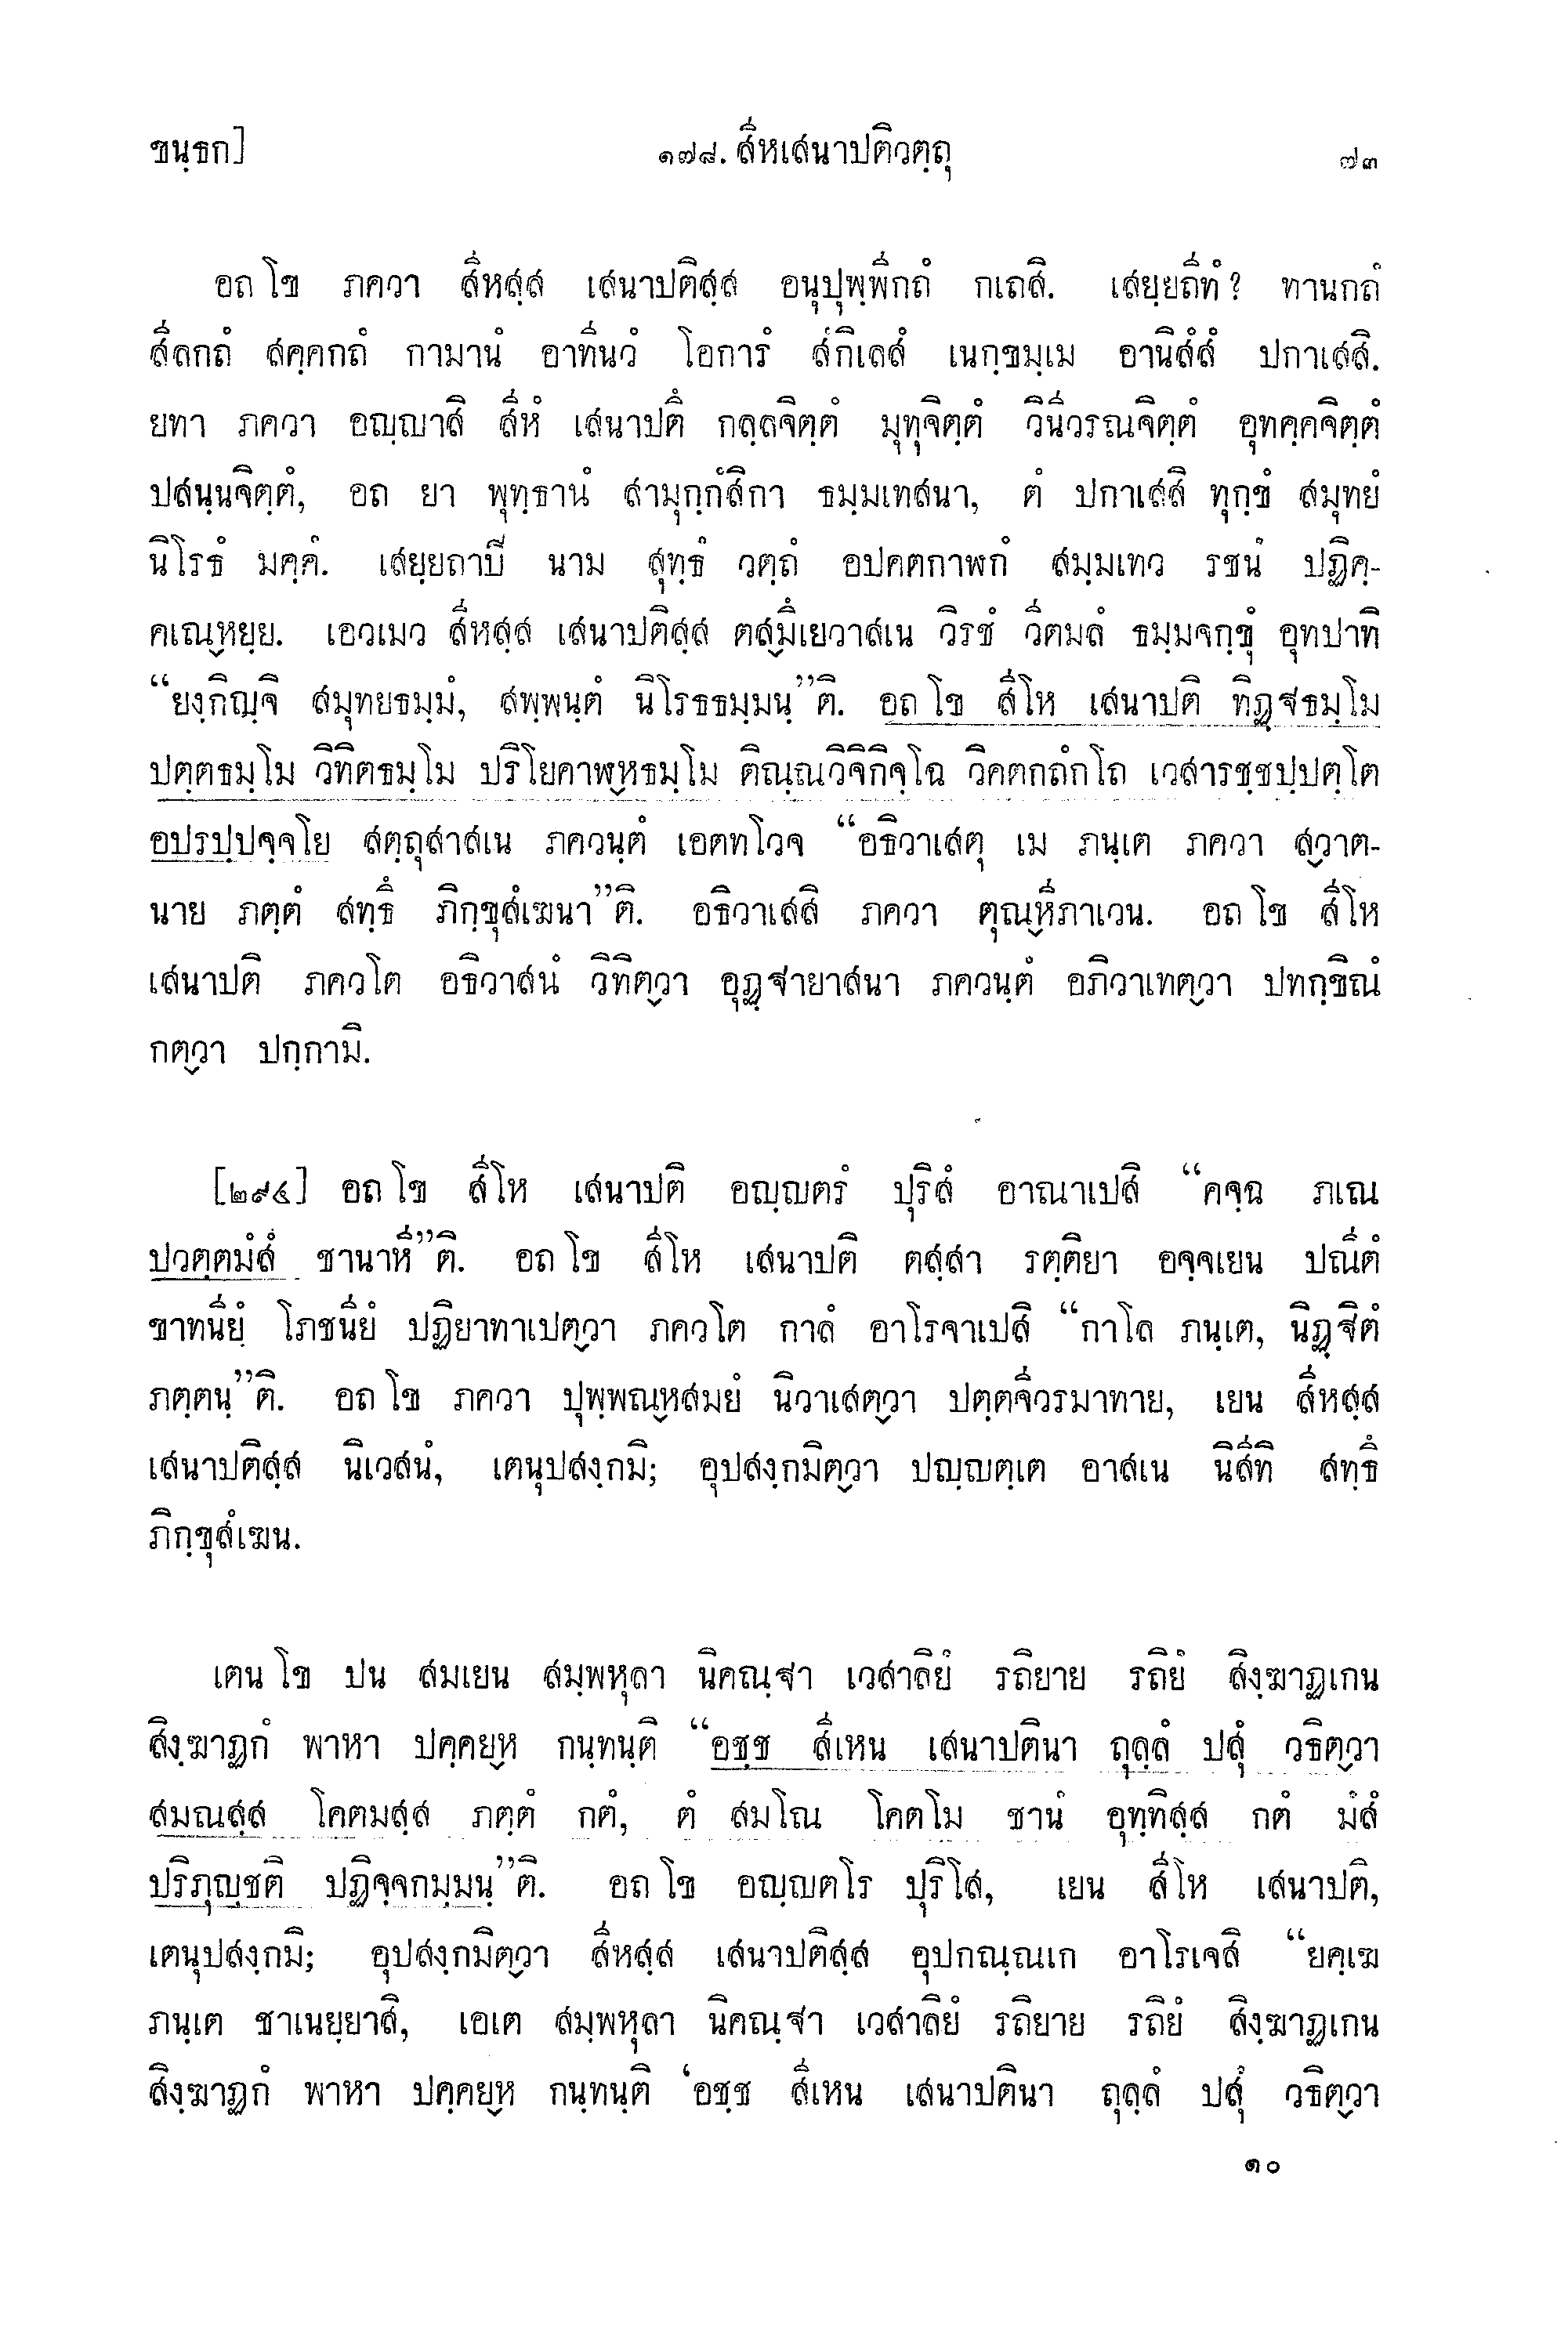 ขนฺธก]
๑๗๘. สีหเสนาปติวตฺถุ
๗๓
อถโข ภควา สีหสฺส เสนาปติสฺส อนุปุพฺพีกถํ กเถสิ. เสยฺยถีทํ? ทานกถํ
สีลกถํ สคฺคกถํ กามานํ อาทีนวํ โอการํ สํกิเลสํ เนกฺขมฺเม อานิสํสํ ปกาเสสิ.
ยทา ภควา อญฺญาสิ สีหํ เสนาปตึ กลฺลจิตฺตํ มุทุจิตฺตํ วินีวรณจิตฺตํ อุทคฺคจิตฺตํ
ปสนฺนจิตฺตํ, อถ ยา พุทฺธานํ สามุกฺกํสิกา ธมฺมเทสนา, ตํ ปกาเสสิ ทุกฺขํ สมุทยํ
นิโรธํ มคฺคํ. เสยฺยถาปิ นาม สุทฺธํ วตฺถํ อปคตกาฬกํ สมฺมเทว รชนํ ปฏิคฺ-
คเณฺหยฺย. เอวเมว สีหสฺส เสนาปติสฺส ตสฺมึเยวาสเน วิรชํ วีตมลํ ธมฺมจกฺขุํ อุทปาทิ
“ยงฺกิญฺจิ สมุทยธมฺมํ, สพฺพนฺตํ นิโรธธมฺมนฺ”ติ. อถโข สีโห เสนาปติ ทิฏฺฐธมฺโม
ปตฺตธมฺโม วิทิตธมฺโม ปริโยคาฬฺหธมฺโม ติณฺณวิจิกิจฺโฉ วิคตกถํกโถ เวสารชฺชปฺปตฺโต
อปรปฺปจฺจโย สตฺถุสาสเน ภควนฺตํ เอตทโวจ “อธิวาเสตุ เม ภนฺเต ภควา สฺวาต-
นาย ภตฺตํ สทฺธึ ภิกฺขุสํเฆนา”ติ. อธิวาเสสิ ภควา ตุณฺหีภาเวน. อถโข สีโห
เสนาปติ ภควโต อธิวาสนํ วิทิตฺวา อุฏฺฐายาสนา ภควนฺตํ อภิวาเทตฺวา ปทกฺขิณํ
กตฺวา ปกฺกามิ.
[๒๙๔] อถโข สีโห เสนาปติ อญฺญตรํ ปุริสํ อาณาเปสิ “คจฺฉ ภเณ
ปวตฺตมํสํ ชานาหี”ติ. อถโข สีโห เสนาปติ ตสฺสา รตฺติยา อจฺจเยน ปณีตํ
ขาทนียํ โภชนียํ ปฏิยาทาเปตฺวา ภควโต กาลํ อาโรจาเปสิ “กาโล ภนฺเต, นิฏฺฐิตํ
ภตฺตนฺ”ติ. อถโข ภควา ปุพฺพณฺหสมยํ นิวาเสตฺวา ปตฺตจีวรมาทาย, เยน สีหสฺส
เสนาปติสฺส นิเวสนํ, เตนุปสงฺกมิ; อุปสงฺกมิตฺวา ปญฺญตฺเต อาสเน นิสีทิ สทฺธึ
ภิกฺขุสํเฆน.
เตนโข ปน สมเยน สมฺพหุลา นิคณฺฐา เวสาลิยํ รถิยาย รถิยํ สิงฺฆาฏเกน
สิงฺฆาฏกํ พาหา ปคฺคยฺห กนฺทนฺติ “อชฺช สีเหน เสนาปตินา ถุลฺลํ ปสุํ วธิตฺวา
สมณสฺส โคตมสฺส ภตฺตํ กตํ, ตํ สมโณ โคตโม ชานํ อุทฺทิสฺส กตํ มํสํ
ปริภุญฺชติ ปฏิจฺจกมฺมนฺ”ติ. อถโข อญฺญตโร ปุริโส, เยน สีโห เสนาปติ,
เตนุปสงฺกมิ; อุปสงฺกมิตฺวา สีหสฺส เสนาปติสฺส อุปกณฺณเก อาโรเจสิ “ยคฺเฆ
ภนฺเต ชาเนยฺยาสิ, เอเต สมฺพหุลา นิคณฺฐา เวสาลิยํ รถิยาย รถิยํ สิงฺฆาฏเกน
สิงฺฆาฏกํ พาหา ปคฺคยฺห กนฺทนฺติ ‘อชฺช สีเหน เสนาปตินา ถุลฺลํ ปสุํ วธิตฺวา
๑๐